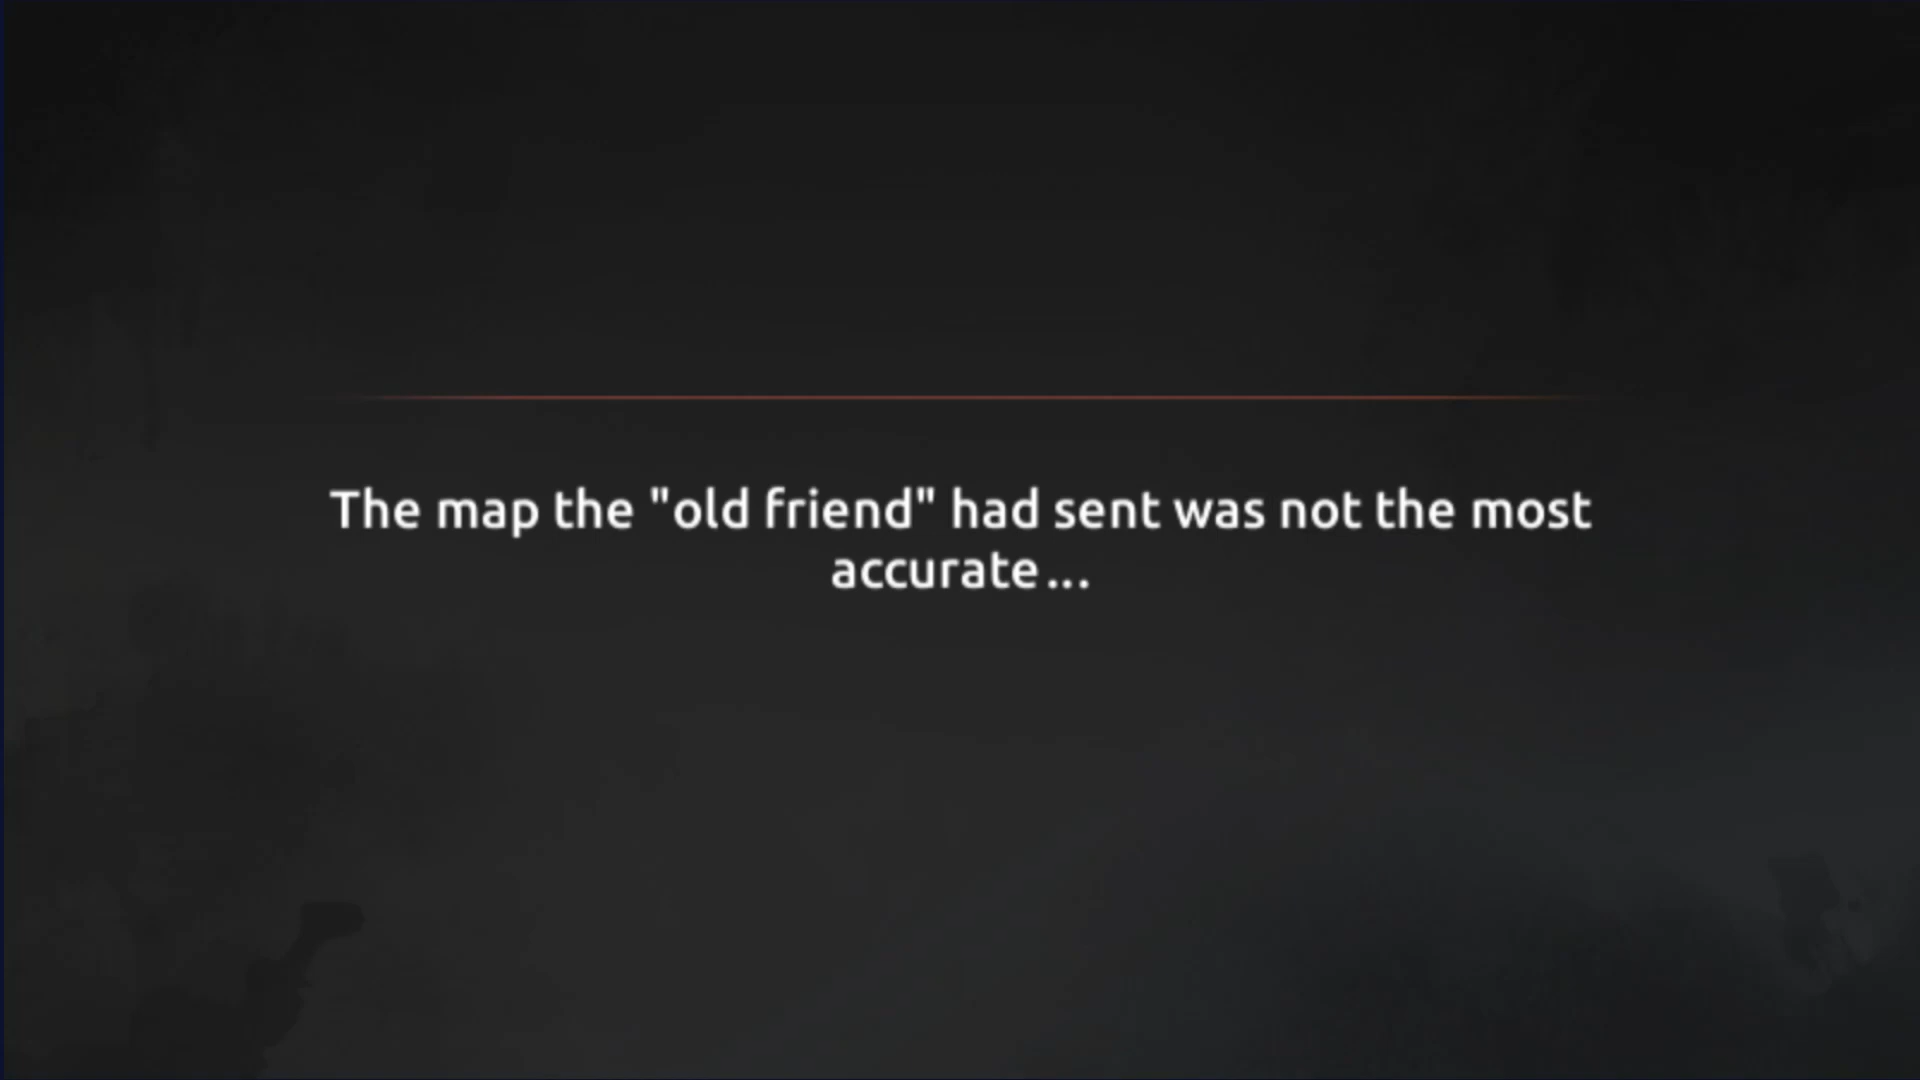 The map the "old friend" had sent was not the most
accurate...